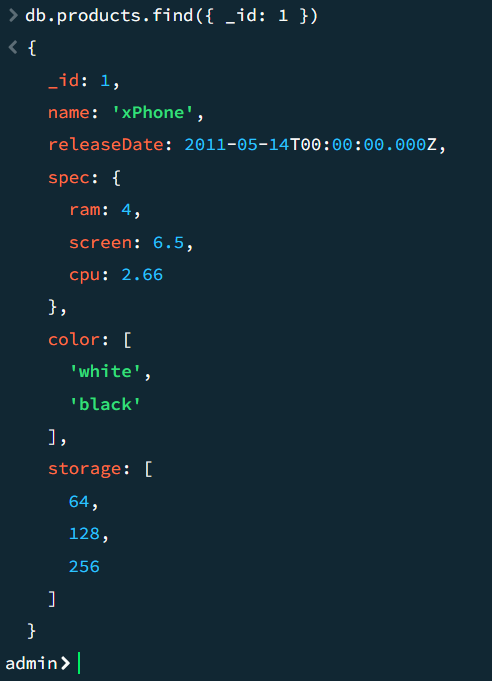 > db.products.find({ _id: 1 })
< {
_id: 1,
name: 'xPhone',
releaseDate: 2011-05-14T00:00:00.000Z,
spec: {
ram: 4,
screen: 6.5,
cpu: 2.66
},
color: [
'white',
'black'
],
storage: [
64,
128,
256
]
}
admin>